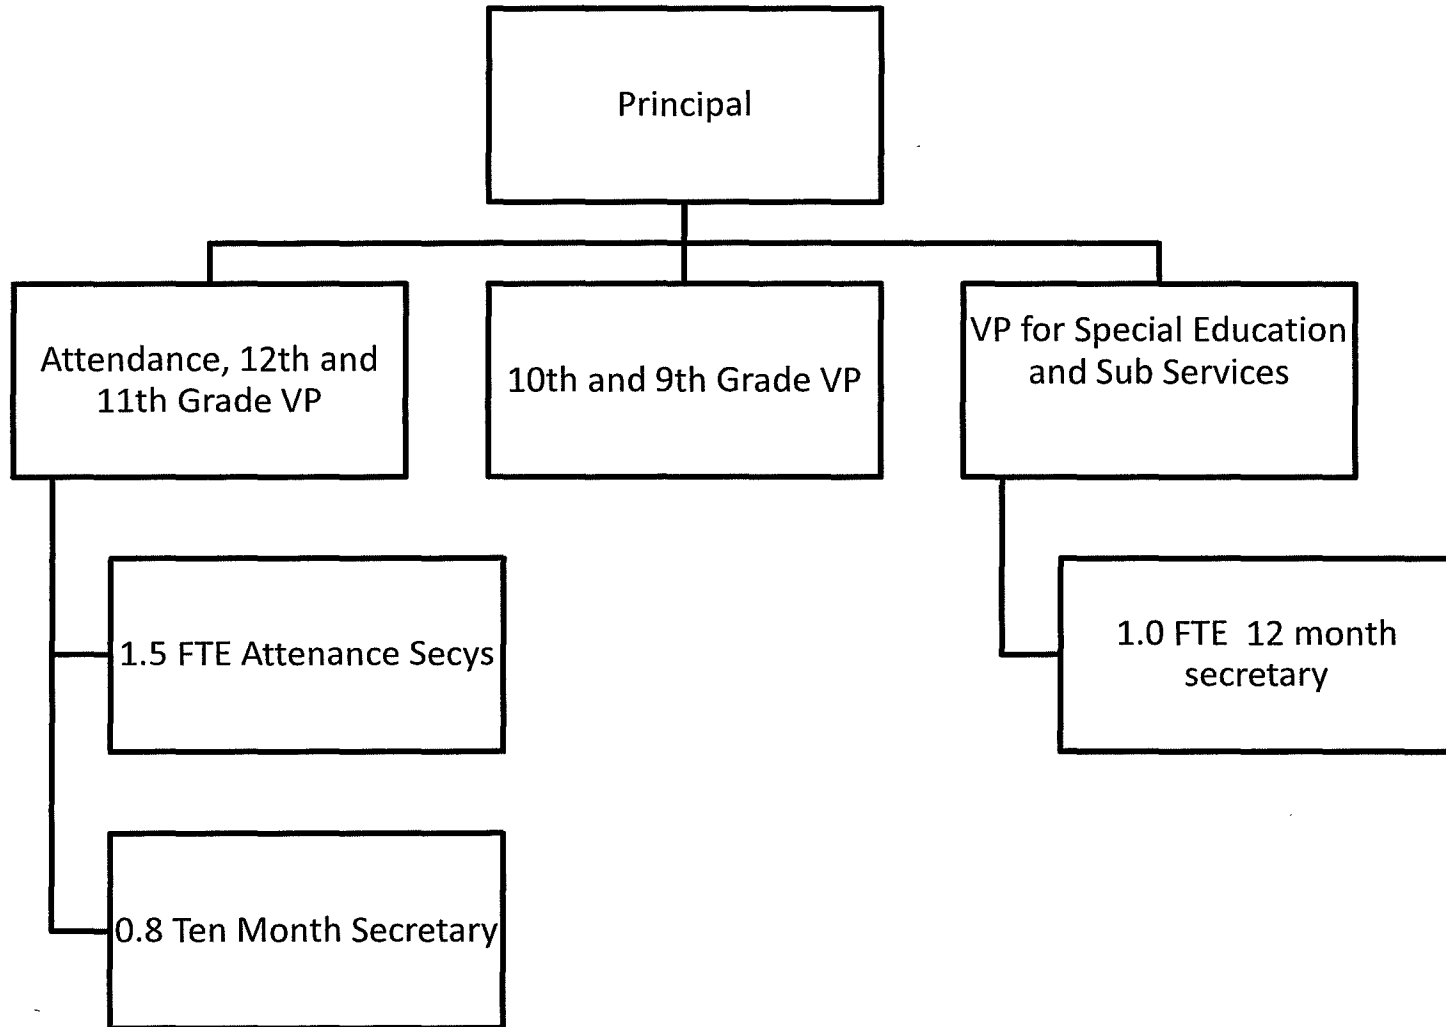 Principal
Attendance, 12th and
11th Grade VP
10th and 9th Grade VP
VP for Special Education
and Sub Services
1.5 FTE Attenance Secys
1.0 FTE 12 month
secretary
0.8 Ten Month Secretary